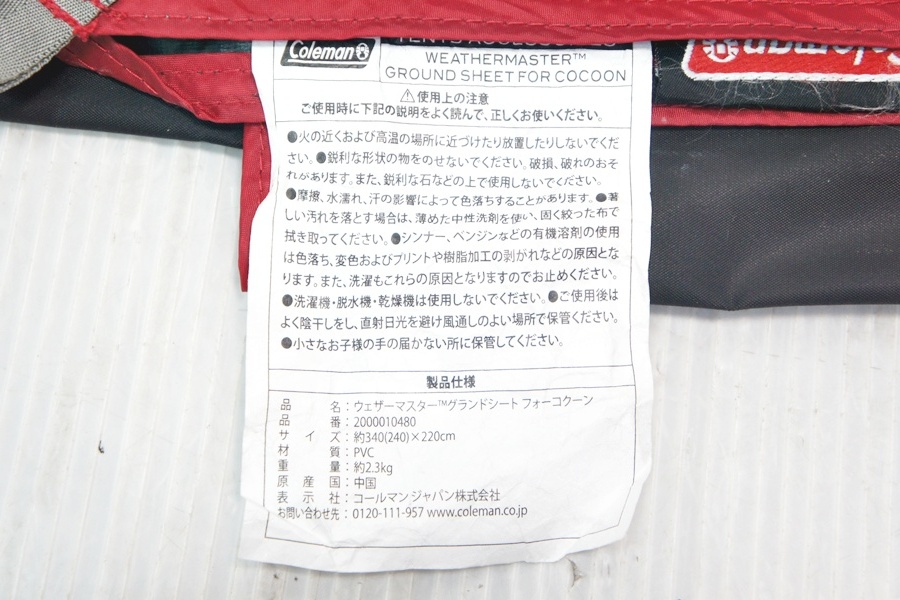 Coleman
TENTS ACCESSORIES
WEATHERMASTER™
GROUND SHEET FOR COCOON
⚠使用上の注意
ご使用時に下記の説明をよく読んで、正しくお使いください。
●火の近くおよび高温の場所に近づけたり放置したりしないでくだ
さい。●鋭利な形状の物をのせないでください。破損、破れのおそ
れがあります。また、鋭利な石などの上で使用しないでください。
●摩擦、水濡れ、汗の影響によって色落ちすることがあります。●著
しい汚れを落とす場合は、薄めた中性洗剤を使い、固く絞った布で
拭き取ってください。●シンナー、ベンジンなどの有機溶剤の使用
は色落ち、変色およびプリントや樹脂加工の剥がれなどの原因とな
ります。また、洗濯もこれらの原因となりますのでお止めください。
●洗濯機・脱水機・乾燥機は使用しないでください。●ご使用後は
よく陰干しをし、直射日光を避け風通しのよい場所で保管ください。
●小さなお子様の手の届かない所に保管してください。
製品仕様
品名：ウェザーマスター™グランドシート フォーコクーン
品番：2000010480
サイズ：約340(240)×220cm
材質：PVC
重量：約2.3kg
原産国：中国
表示社：コールマン ジャパン株式会社
お問い合わせ先：0120-111-957 www.coleman.co.jp
Coleman